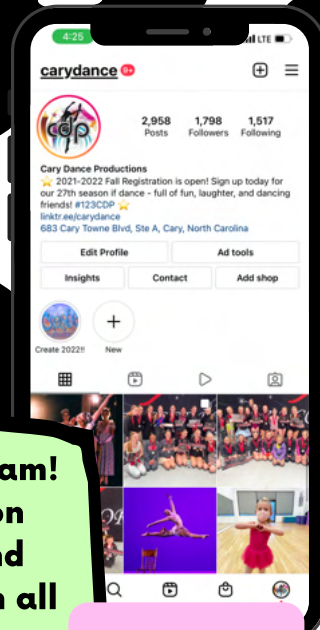 4:25
LTE
carydance
9+
2,958 1,798 1,517
Posts Followers Following
cdp
Cary Dance Productions
⭐ 2021-2022 Fall Registration is open! Sign up today for
our 27th season if dance - full of fun, laughter, and dancing
friends! #123CDP ⭐
linktr.ee/carydance
683 Cary Towne Blvd, Ste A, Cary, North Carolina
Edit Profile Ad tools
Insights Contact Add shop
Create 2022!! New
am!
on
nd
all